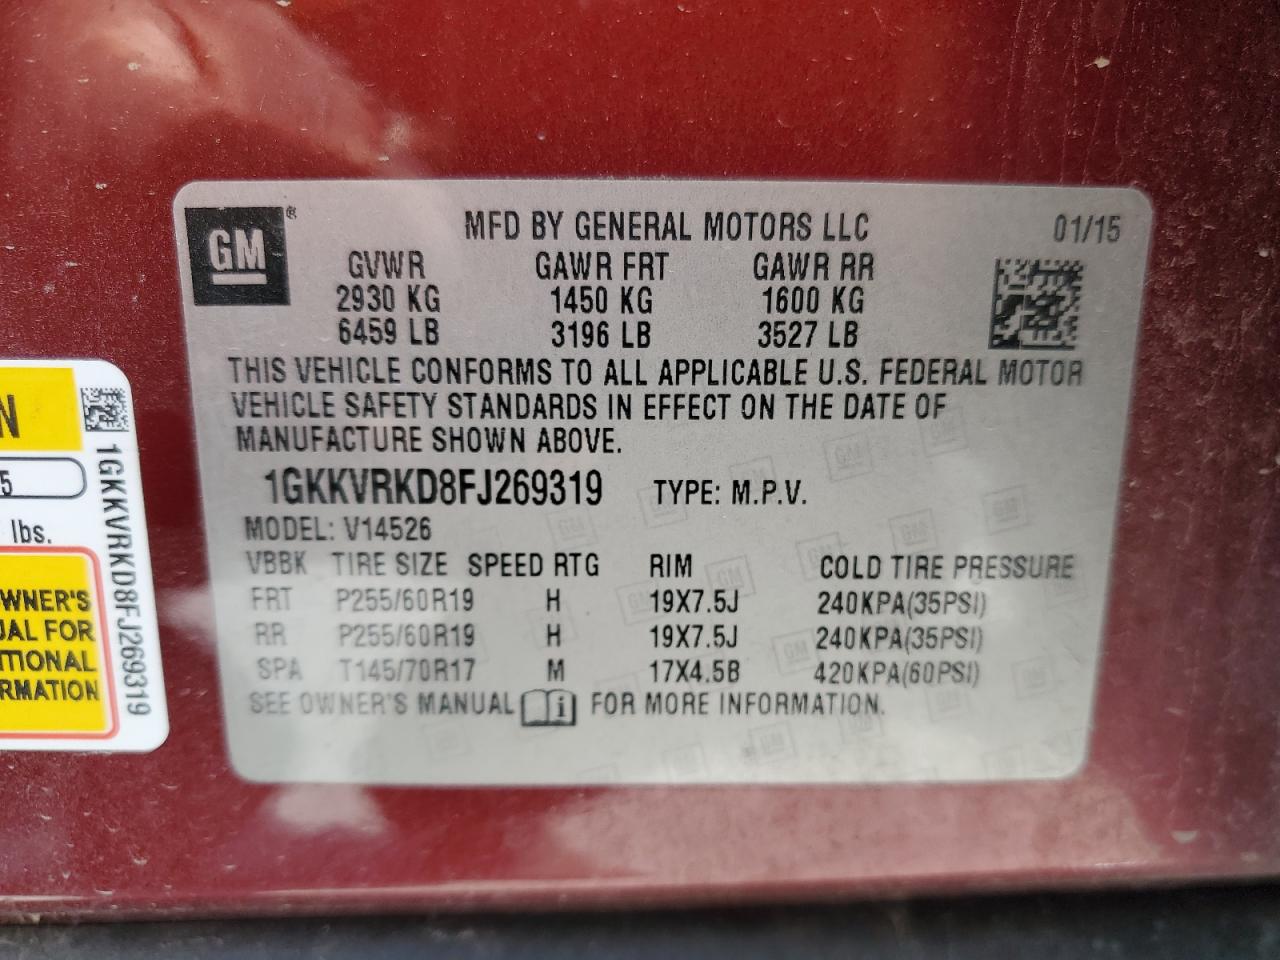 GM ® MFD BY GENERAL MOTORS LLC 01/15
GVWR GAWR FRT GAWR RR
2930 KG 1450 KG 1600 KG
6459 LB 3196 LB 3527 LB
THIS VEHICLE CONFORMS TO ALL APPLICABLE U.S. FEDERAL MOTOR
VEHICLE SAFETY STANDARDS IN EFFECT ON THE DATE OF
MANUFACTURE SHOWN ABOVE.
1GKKVRKD8FJ269319 TYPE: M.P.V.
MODEL: V14526
VBBK TIRE SIZE SPEED RTG RIM COLD TIRE PRESSURE
FRT P255/60R19 H 19X7.5J 240KPA(35PSI)
RR P255/60R19 H 19X7.5J 240KPA(35PSI)
SPA T145/70R17 M 17X4.5B 420KPA(60PSI)
SEE OWNER'S MANUAL i FOR MORE INFORMATION.
N
5
lbs.
WNER'S
JAL FOR
ITIONAL
RMATION
1GKKVRKD8FJ269319